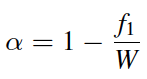 α = 1 − f₁/W